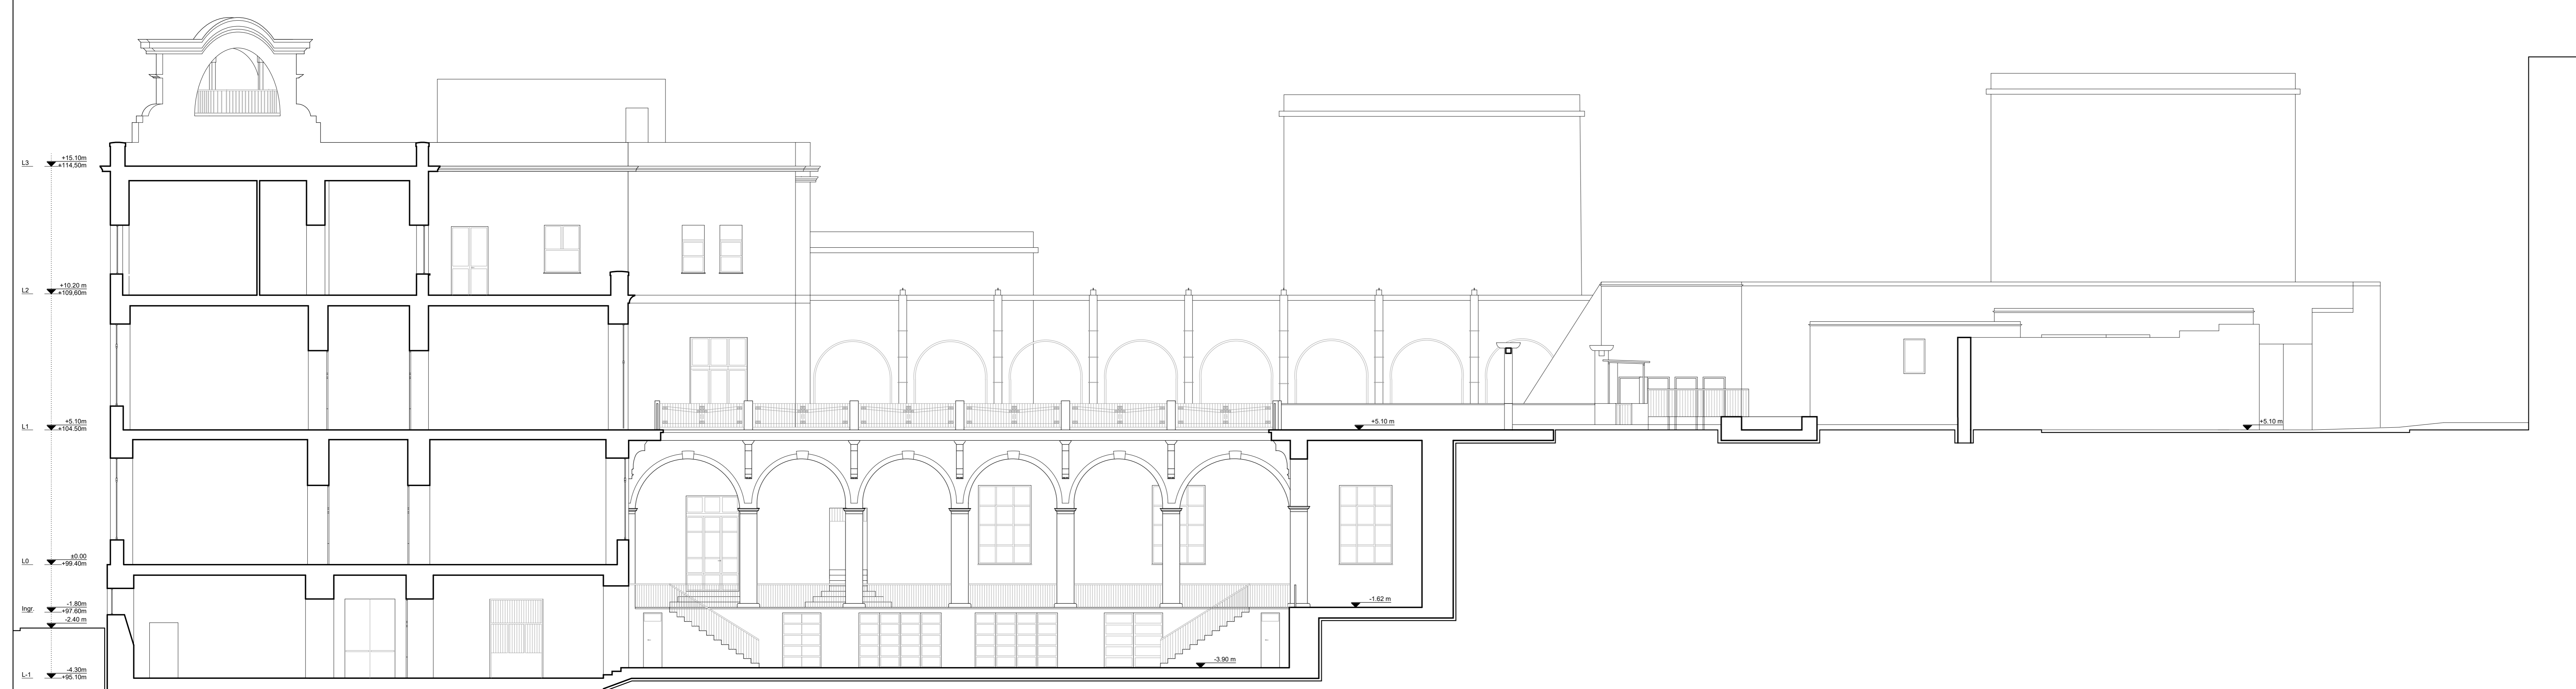 L3
+15.10m
+114,50m
L2
+10.20 m
+109,60m
L1
+5.10m
+104.50m
+5.10 m
+5.10 m
L0
±0.00
+99.40m
Ingr.
-1.80m
+97.60m
-1.62 m
-2.40 m
-3.90 m
L-1
-4.30m
+95.10m